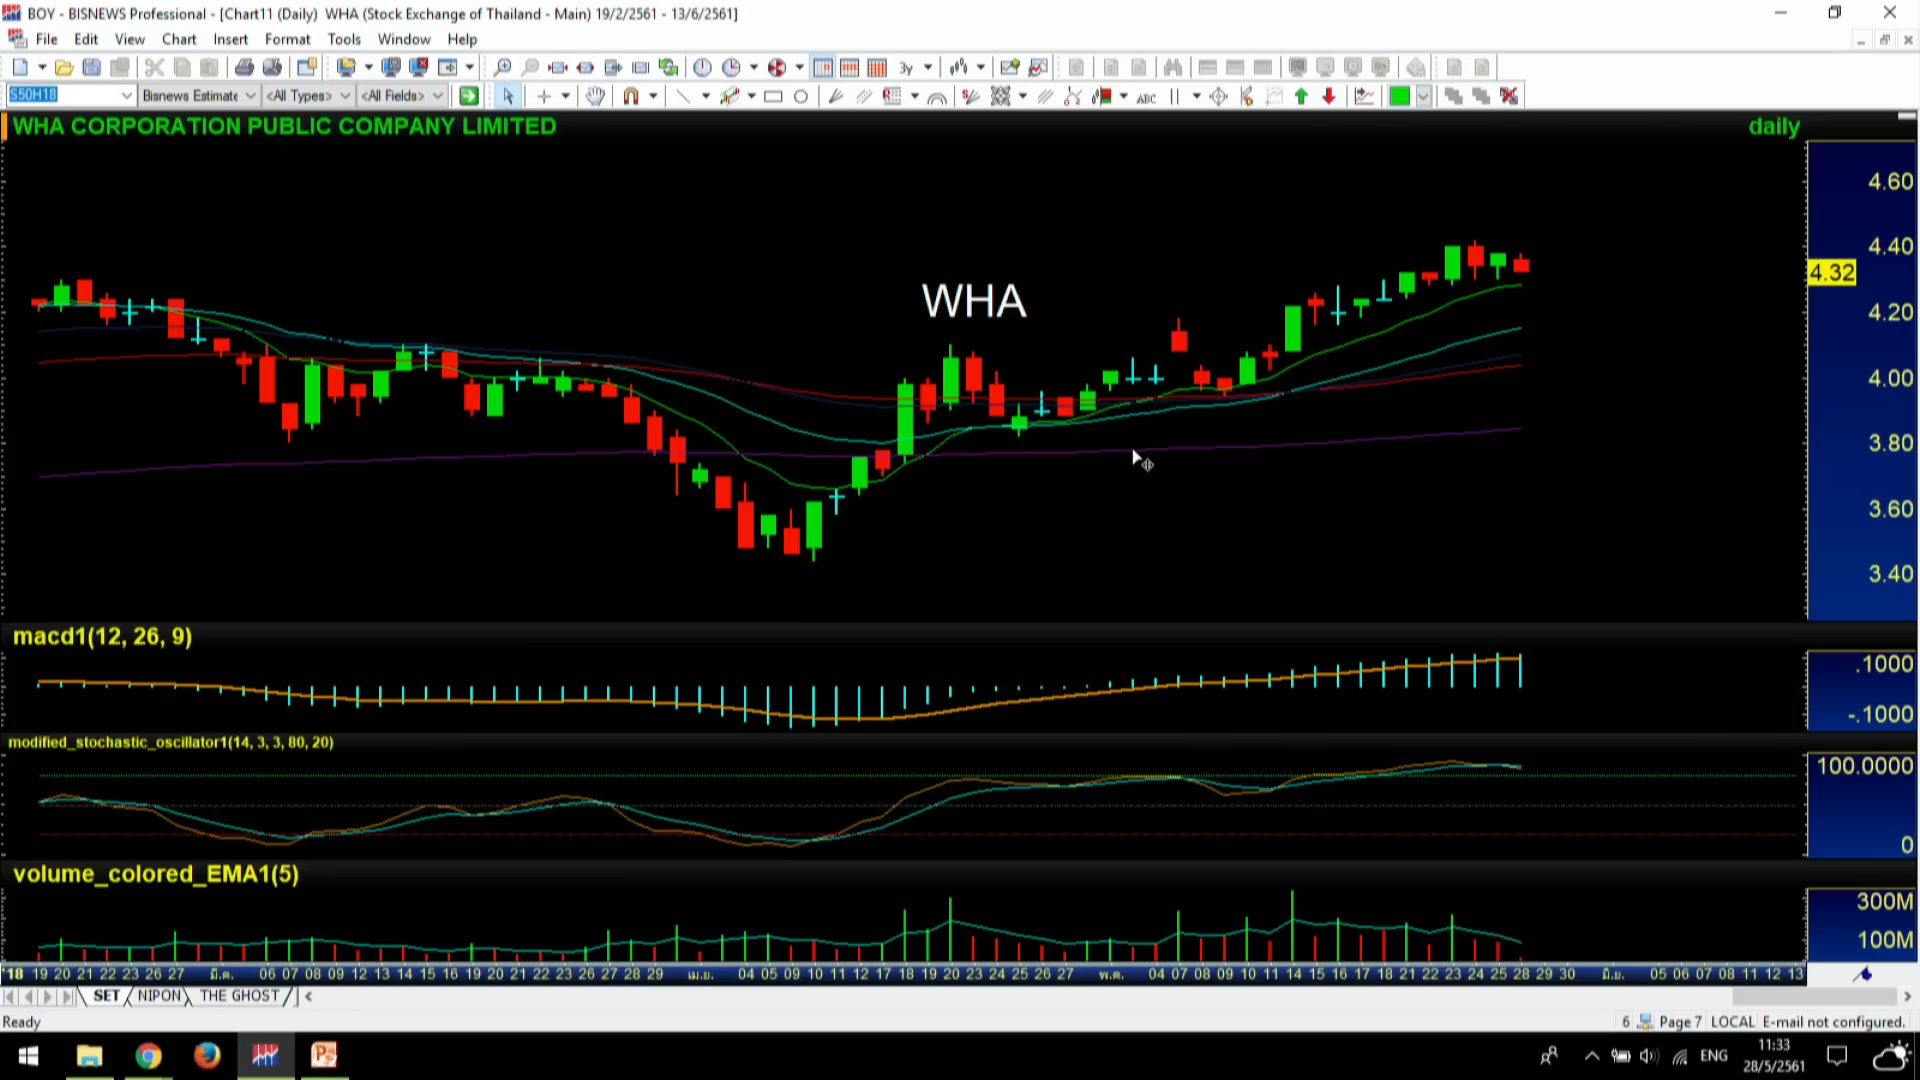 BOY - BISNEWS Professional - [Chart11 (Daily)  WHA (Stock Exchange of Thailand - Main) 19/2/2561 - 13/6/2561]
File Edit View Chart Insert Format Tools Window Help
3y
S50H18 Bisnews Estimate <All Types> <All Fields> ABC
WHA CORPORATION PUBLIC COMPANY LIMITED daily
4.60
4.40
WHA
4.32
4.20
4.00
3.80
3.60
3.40
macd1(12, 26, 9)
.1000
-.1000
modified_stochastic_oscillator1(14, 3, 3, 80, 20)
100.0000
0
volume_colored_EMA1(5)
300M
100M
'18 19 20 21 22 23 26 27 มี.ค. 06 07 08 09 12 13 14 15 16 19 20 21 22 23 26 27 28 29 เม.ย. 04 05 09 10 11 12 17 18 19 20 23 24 25 26 27 พ.ค. 04 07 08 09 10 11 14 15 16 17 18 21 22 23 24 25 28 29 30 มิ.ย. 05 06 07 08 11 12 13
SET NIPON THE GHOST
Ready 6 Page 7 LOCAL E-mail not configured.
ENG 11:33
28/5/2561